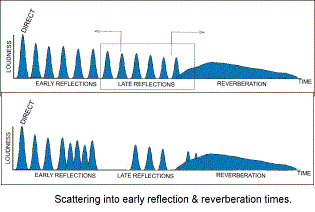 DIRECT
LOUDNESS
EARLY REFLECTIONS LATE REFLECTIONS REVERBERATION TIME
DIRECT
LOUDNESS
EARLY REFLECTIONS LATE REFLECTIONS REVERBERATION TIME
Scattering into early reflection & reverberation times.